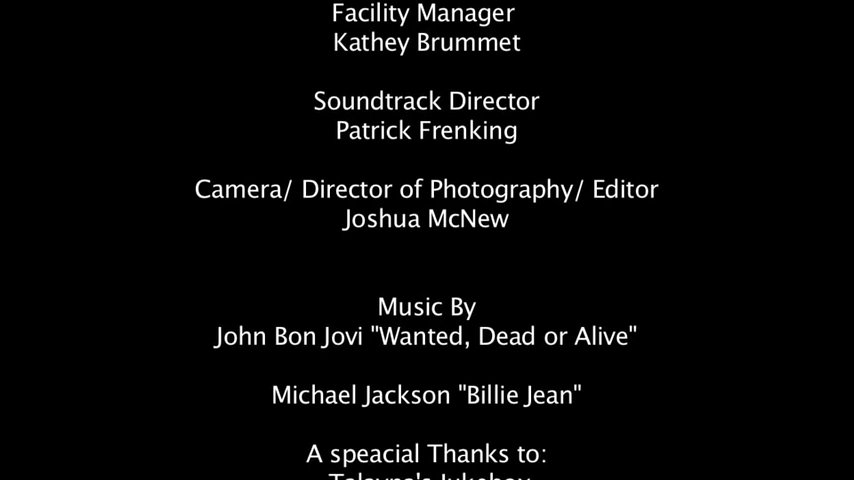 Facility Manager
Kathey Brummet
Soundtrack Director
Patrick Frenking
Camera/ Director of Photography/ Editor
Joshua McNew
Music By
John Bon Jovi "Wanted, Dead or Alive"
Michael Jackson "Billie Jean"
A speacial Thanks to:
Jukebox